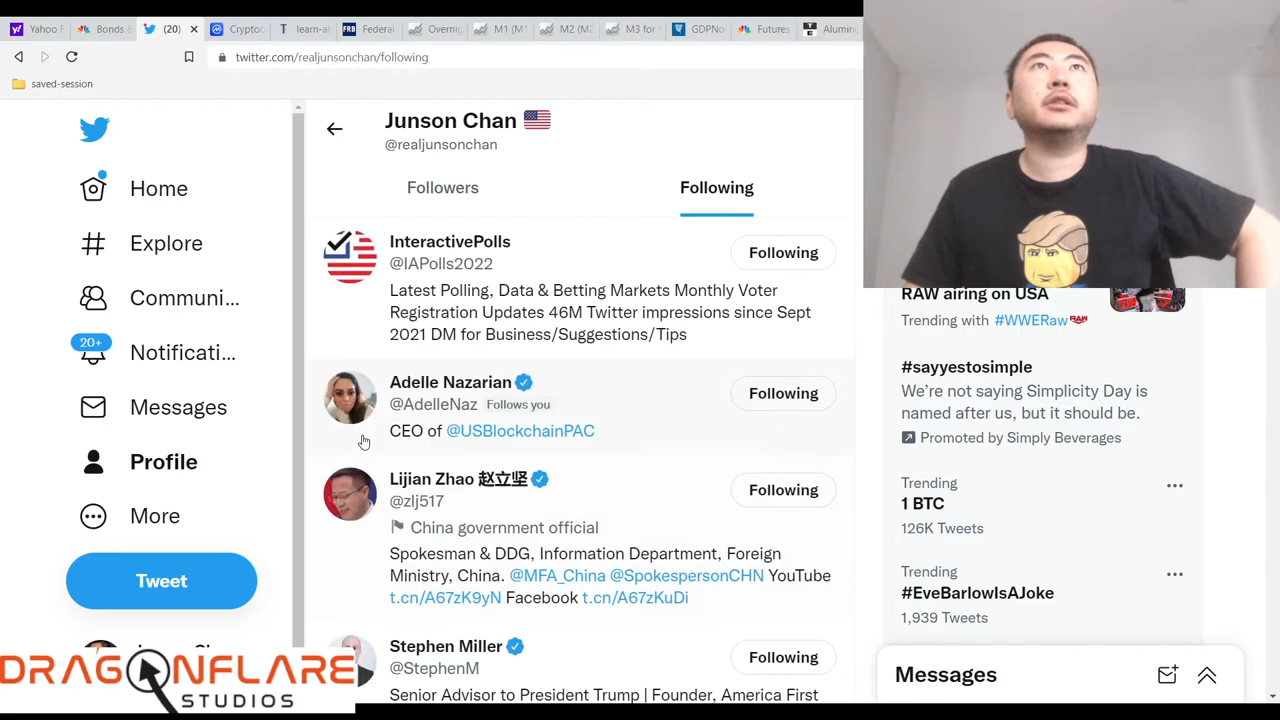 Yahoo F
Bonds &
(20)
Cryptoc
T learn-al
FRB Federal
Overnig
M1 (M1
M2 (M2
M3 for
GDPNo
Futures
Alumin
twitter.com/realjunsonchan/following
saved-session
Junson Chan 🇺🇸
@realjunsonchan
Followers
Following
Home
Explore
Communi...
20+
Notificati...
Messages
Profile
More
Tweet
InteractivePolls
@IAPolls2022
Following
Latest Polling, Data & Betting Markets Monthly Voter
Registration Updates 46M Twitter impressions since Sept
2021 DM for Business/Suggestions/Tips
Adelle Nazarian
@AdelleNaz Follows you
Following
CEO of @USBlockchainPAC
Lijian Zhao 赵立坚
@zlj517
Following
China government official
Spokesman & DDG, Information Department, Foreign
Ministry, China. @MFA_China @SpokespersonCHN YouTube
t.cn/A67zK9yN Facebook t.cn/A67zKuDi
Stephen Miller
@StephenM
Following
Senior Advisor to President Trump | Founder, America First
RAW airing on USA
Trending with #WWERaw
#sayyestosimple
We're not saying Simplicity Day is
named after us, but it should be.
Promoted by Simply Beverages
Trending
1 BTC
126K Tweets
Trending
#EveBarlowIsAJoke
1,939 Tweets
Messages
DRAGONFLARE
STUDIOS